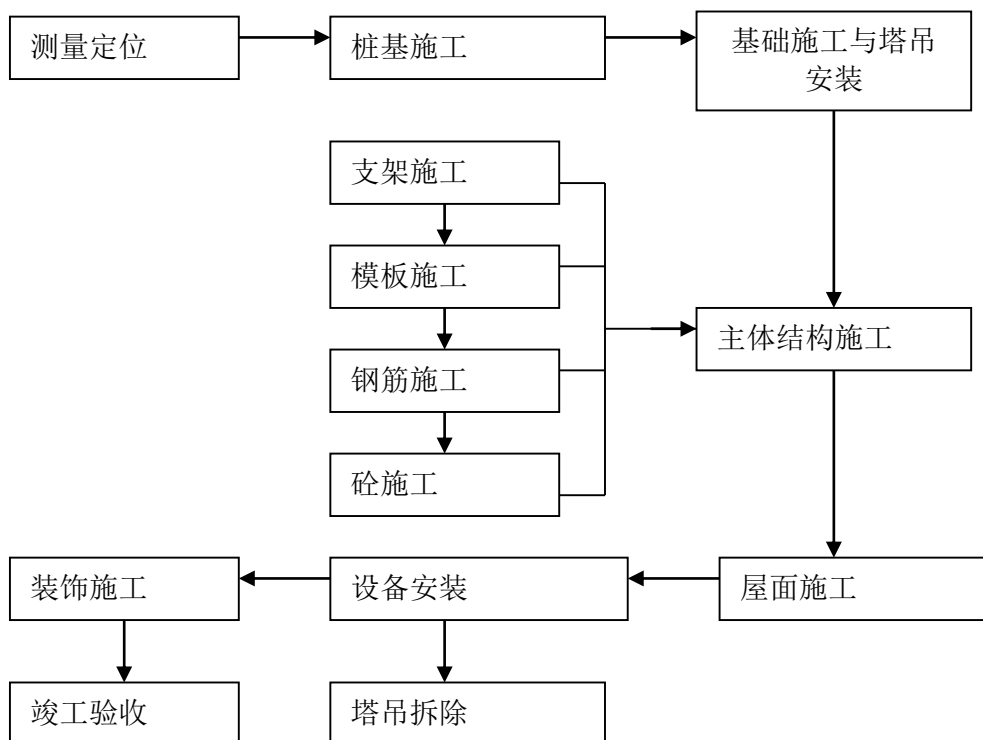 测量定位
桩基施工
基础施工与塔吊
安装
支架施工
模板施工
主体结构施工
钢筋施工
砼施工
装饰施工
设备安装
屋面施工
竣工验收
塔吊拆除